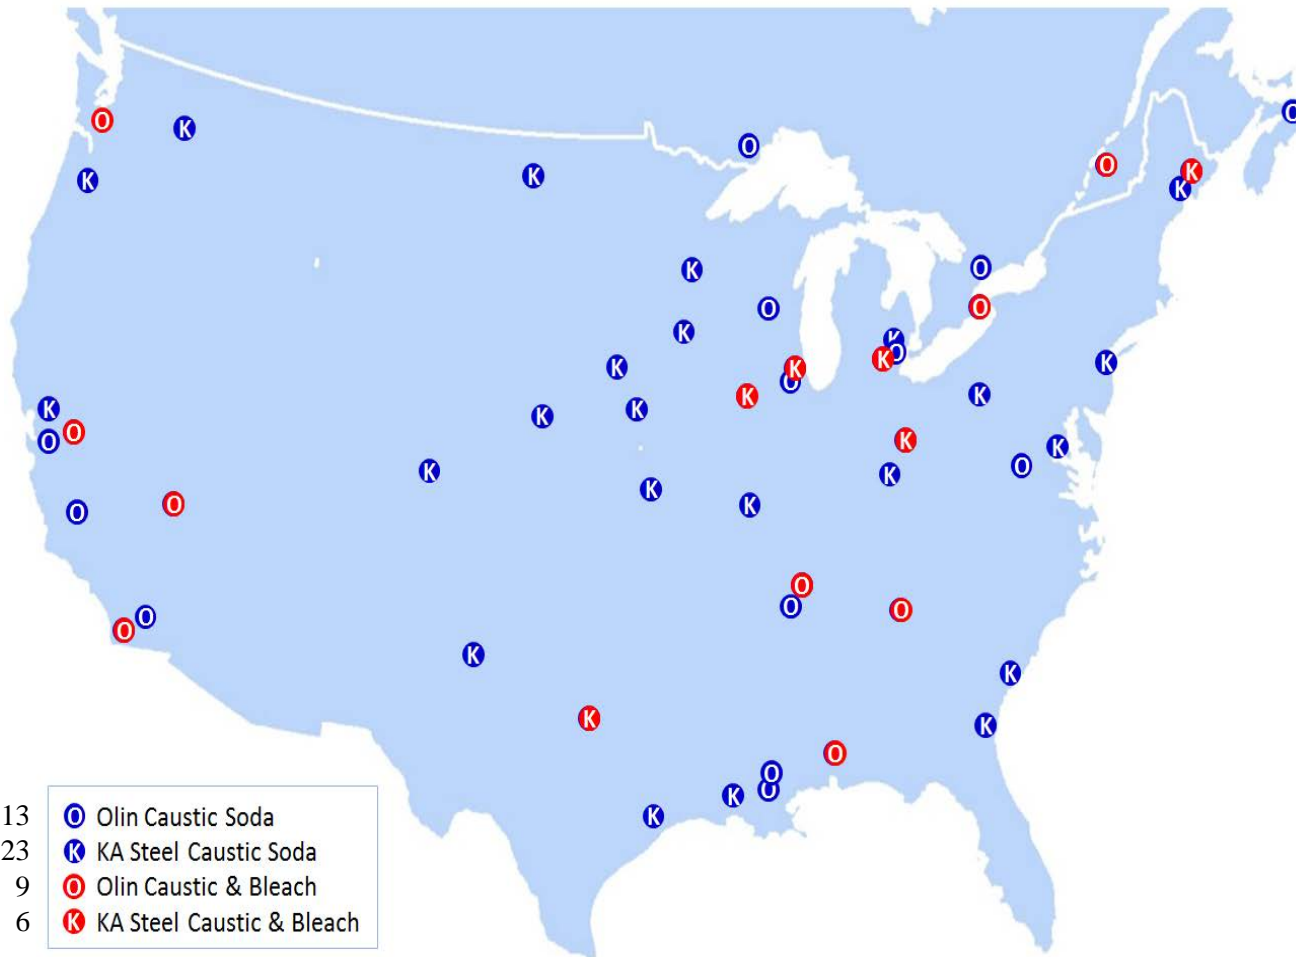 O
K
O
O
K
K
K
O
K
K
K
O
K
O
O
K
K
O
K
K
K
O
K
K
K
K
K
K
O
K
O
K
K
O
K
K
O
O
O
O
O
O
O
K
K
K
K
O
O
K
O
K
13 O Olin Caustic Soda
23 K KA Steel Caustic Soda
9 O Olin Caustic & Bleach
6 K KA Steel Caustic & Bleach